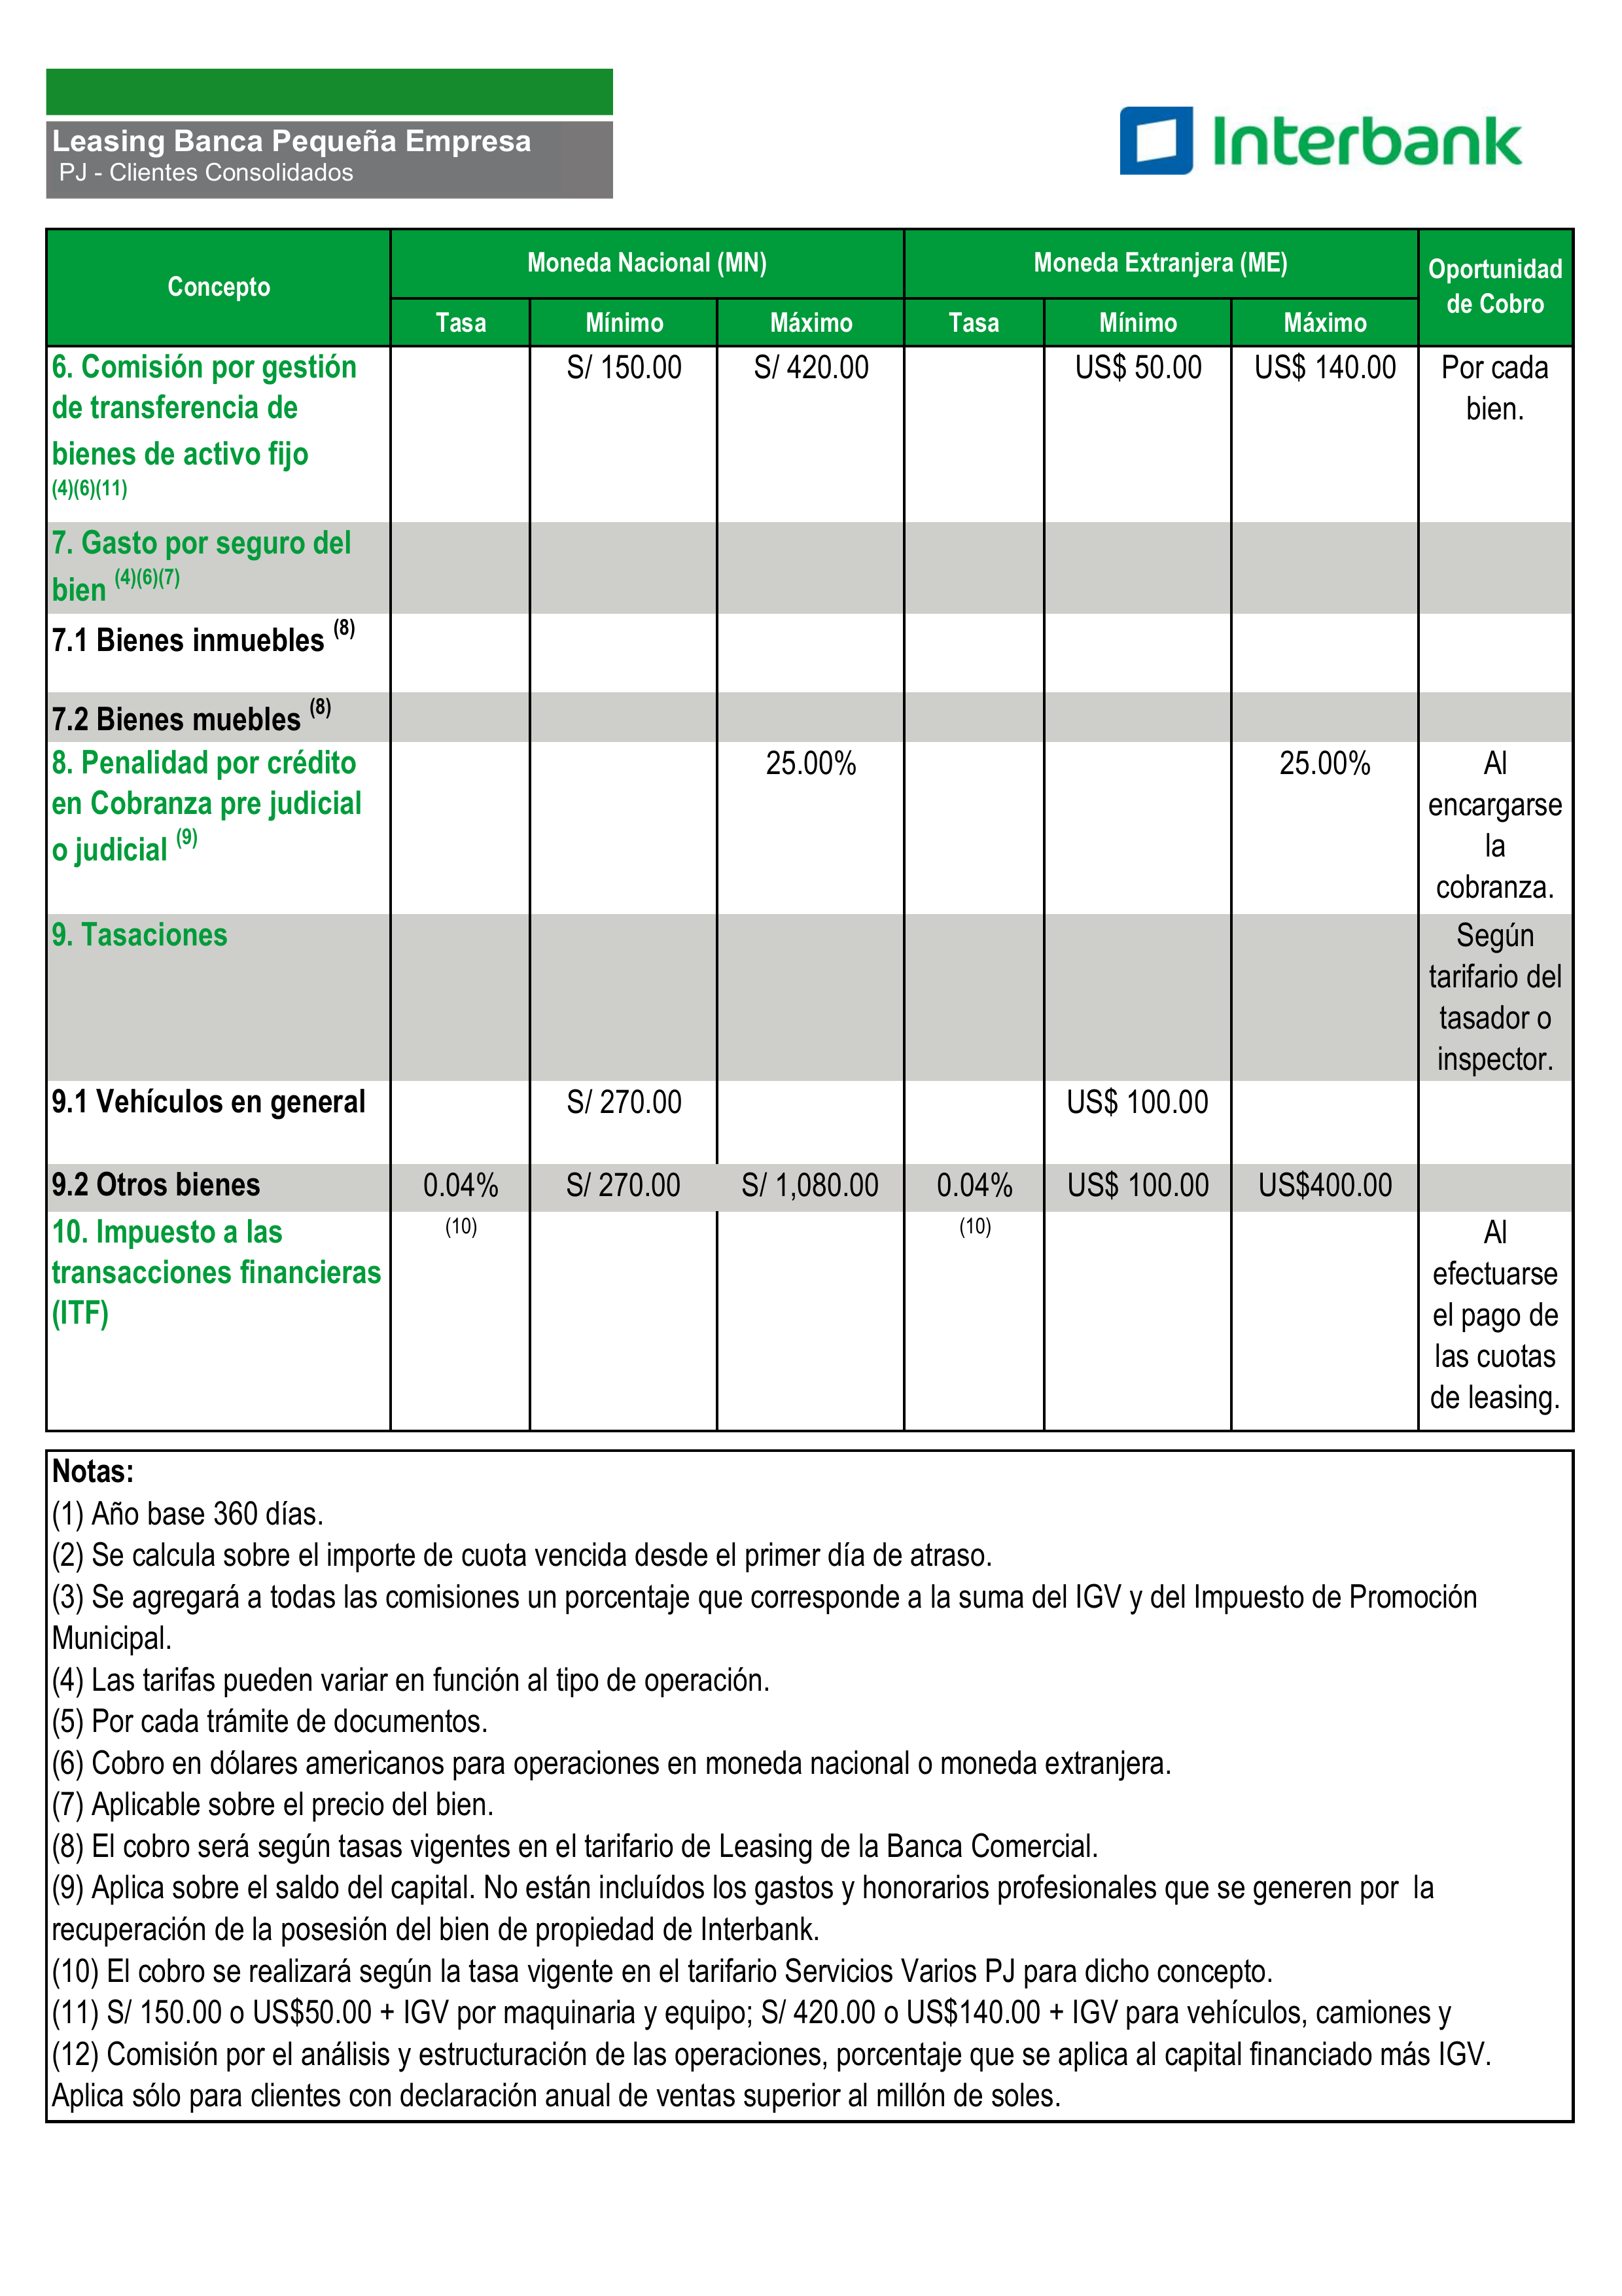 Leasing Banca Pequeña Empresa
PJ - Clientes Consolidados
Interbank
Concepto
Moneda Nacional (MN)
Moneda Extranjera (ME)
Oportunidad
de Cobro
Tasa
Mínimo
Máximo
Tasa
Mínimo
Máximo
6. Comisión por gestión
de transferencia de
bienes de activo fijo
(4)(6)(11)
S/ 150.00
S/ 420.00
US$ 50.00
US$ 140.00
Por cada
bien.
7. Gasto por seguro del
bien (4)(6)(7)
7.1 Bienes inmuebles (8)
7.2 Bienes muebles (8)
8. Penalidad por crédito
en Cobranza pre judicial
o judicial (9)
25.00%
25.00%
Al
encargarse
la
cobranza.
9. Tasaciones
Según
tarifario del
tasador o
inspector.
9.1 Vehículos en general
S/ 270.00
US$ 100.00
9.2 Otros bienes
0.04%
S/ 270.00
S/ 1,080.00
0.04%
US$ 100.00
US$400.00
10. Impuesto a las
transacciones financieras
(ITF)
(10)
(10)
Al
efectuarse
el pago de
las cuotas
de leasing.
Notas:
(1) Año base 360 días.
(2) Se calcula sobre el importe de cuota vencida desde el primer día de atraso.
(3) Se agregará a todas las comisiones un porcentaje que corresponde a la suma del IGV y del Impuesto de Promoción
Municipal.
(4) Las tarifas pueden variar en función al tipo de operación.
(5) Por cada trámite de documentos.
(6) Cobro en dólares americanos para operaciones en moneda nacional o moneda extranjera.
(7) Aplicable sobre el precio del bien.
(8) El cobro será según tasas vigentes en el tarifario de Leasing de la Banca Comercial.
(9) Aplica sobre el saldo del capital. No están incluídos los gastos y honorarios profesionales que se generen por  la
recuperación de la posesión del bien de propiedad de Interbank.
(10) El cobro se realizará según la tasa vigente en el tarifario Servicios Varios PJ para dicho concepto.
(11) S/ 150.00 o US$50.00 + IGV por maquinaria y equipo; S/ 420.00 o US$140.00 + IGV para vehículos, camiones y
(12) Comisión por el análisis y estructuración de las operaciones, porcentaje que se aplica al capital financiado más IGV.
Aplica sólo para clientes con declaración anual de ventas superior al millón de soles.